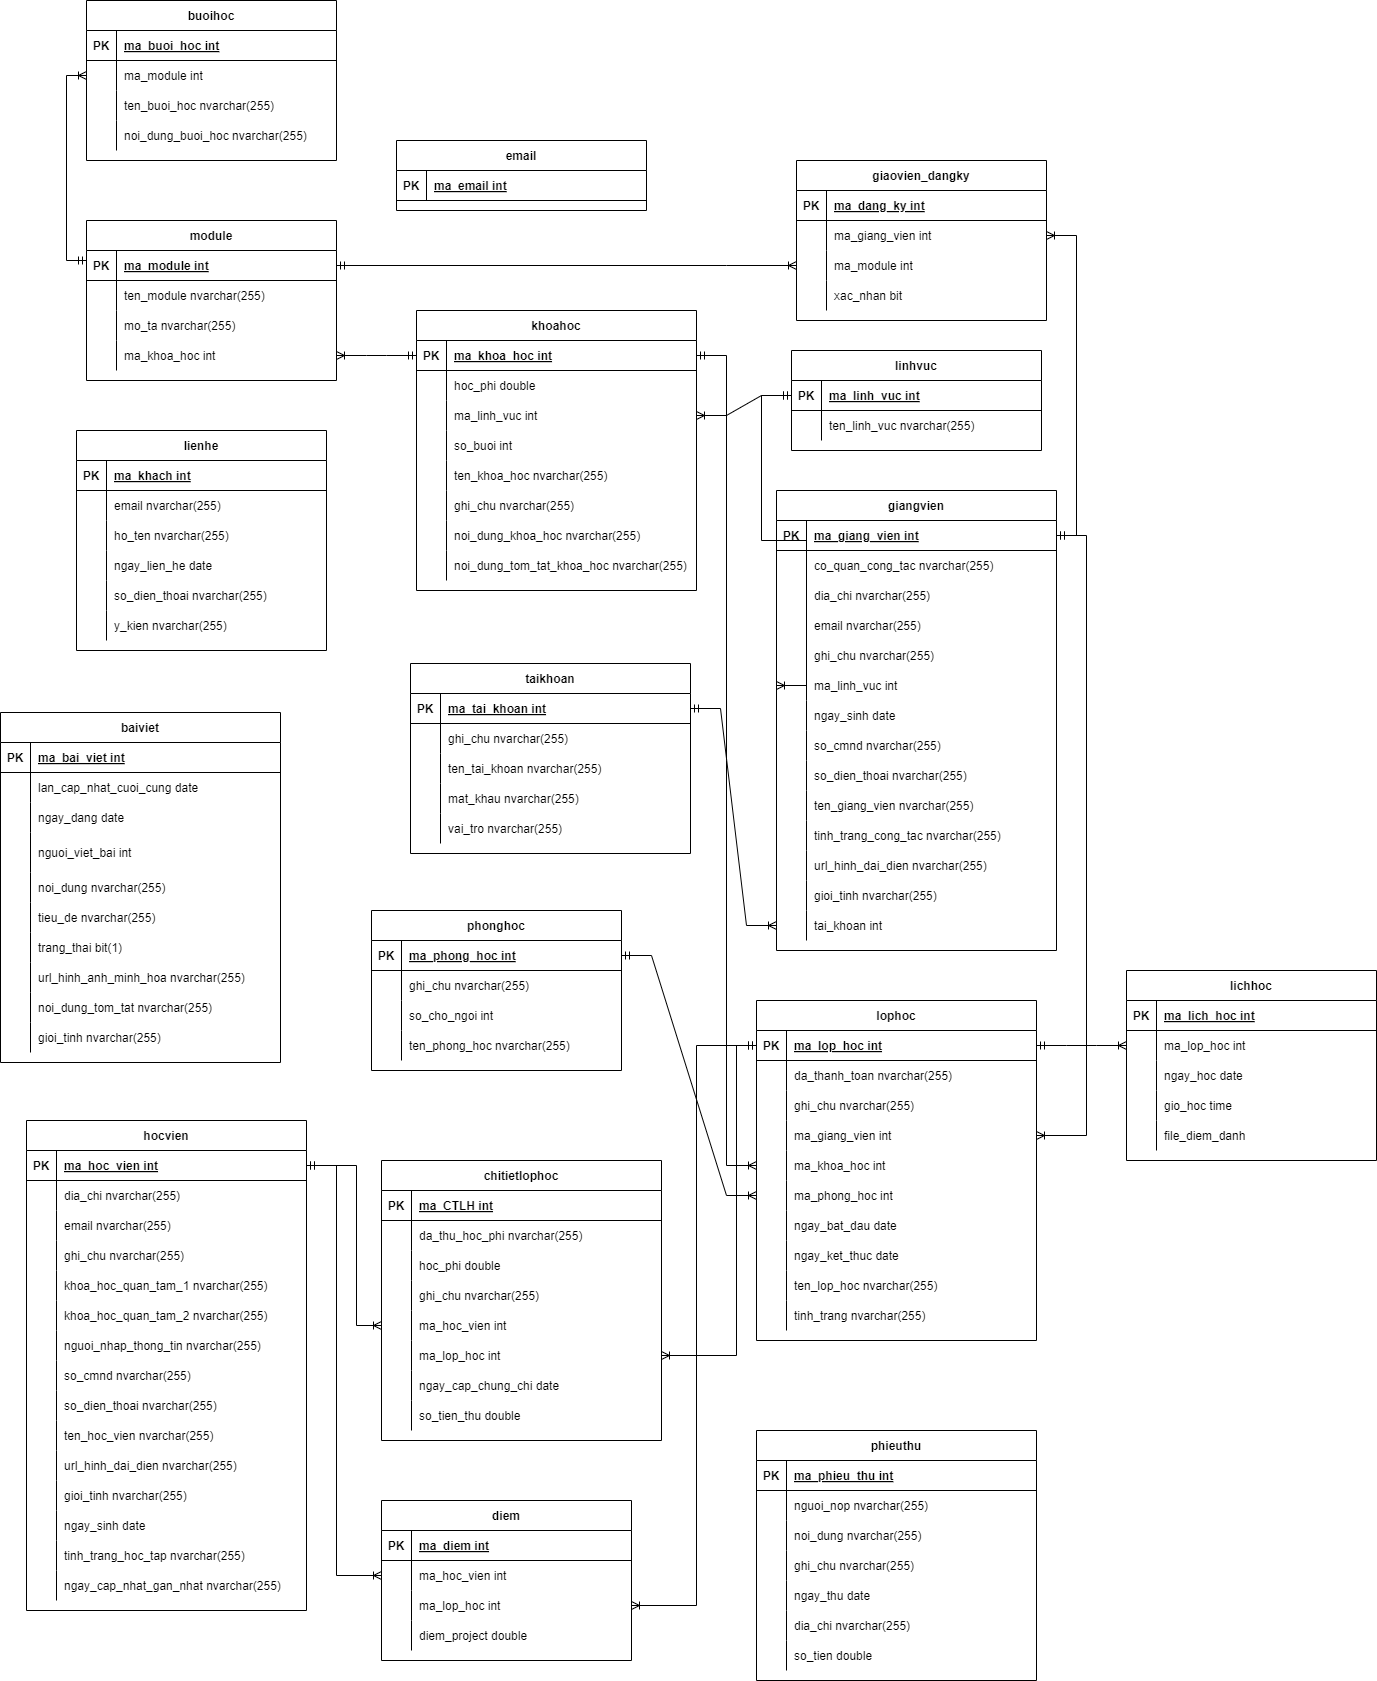 buoihoc
PK ma_buoi_hoc int
ma_module int
ten_buoi_hoc nvarchar(255)
noi_dung_buoi_hoc nvarchar(255)
email
PK ma_email int
giaovien_dangky
PK ma_dang_ky int
ma_giang_vien int
ma_module int
xac_nhan bit
module
PK ma_module int
ten_module nvarchar(255)
mo_ta nvarchar(255)
ma_khoa_hoc int
khoahoc
PK ma_khoa_hoc int
hoc_phi double
ma_linh_vuc int
so_buoi int
ten_khoa_hoc nvarchar(255)
ghi_chu nvarchar(255)
noi_dung_khoa_hoc nvarchar(255)
noi_dung_tom_tat_khoa_hoc nvarchar(255)
linhvuc
PK ma_linh_vuc int
ten_linh_vuc nvarchar(255)
lienhe
PK ma_khach int
email nvarchar(255)
ho_ten nvarchar(255)
ngay_lien_he date
so_dien_thoai nvarchar(255)
y_kien nvarchar(255)
giangvien
PK ma_giang_vien int
co_quan_cong_tac nvarchar(255)
dia_chi nvarchar(255)
email nvarchar(255)
ghi_chu nvarchar(255)
ma_linh_vuc int
ngay_sinh date
so_cmnd nvarchar(255)
so_dien_thoai nvarchar(255)
ten_giang_vien nvarchar(255)
tinh_trang_cong_tac nvarchar(255)
url_hinh_dai_dien nvarchar(255)
gioi_tinh nvarchar(255)
tai_khoan int
taikhoan
PK ma_tai_khoan int
ghi_chu nvarchar(255)
ten_tai_khoan nvarchar(255)
mat_khau nvarchar(255)
vai_tro nvarchar(255)
baiviet
PK ma_bai_viet int
lan_cap_nhat_cuoi_cung date
ngay_dang date
nguoi_viet_bai int
noi_dung nvarchar(255)
tieu_de nvarchar(255)
trang_thai bit(1)
url_hinh_anh_minh_hoa nvarchar(255)
noi_dung_tom_tat nvarchar(255)
gioi_tinh nvarchar(255)
phonghoc
PK ma_phong_hoc int
ghi_chu nvarchar(255)
so_cho_ngoi int
ten_phong_hoc nvarchar(255)
lophoc
PK ma_lop_hoc int
da_thanh_toan nvarchar(255)
ghi_chu nvarchar(255)
ma_giang_vien int
ma_khoa_hoc int
ma_phong_hoc int
ngay_bat_dau date
ngay_ket_thuc date
ten_lop_hoc nvarchar(255)
tinh_trang nvarchar(255)
lichhoc
PK ma_lich_hoc int
ma_lop_hoc int
ngay_hoc date
gio_hoc time
file_diem_danh
hocvien
PK ma_hoc_vien int
dia_chi nvarchar(255)
email nvarchar(255)
ghi_chu nvarchar(255)
khoa_hoc_quan_tam_1 nvarchar(255)
khoa_hoc_quan_tam_2 nvarchar(255)
nguoi_nhap_thong_tin nvarchar(255)
so_cmnd nvarchar(255)
so_dien_thoai nvarchar(255)
ten_hoc_vien nvarchar(255)
url_hinh_dai_dien nvarchar(255)
gioi_tinh nvarchar(255)
ngay_sinh date
tinh_trang_hoc_tap nvarchar(255)
ngay_cap_nhat_gan_nhat nvarchar(255)
chitietlophoc
PK ma_CTLH int
da_thu_hoc_phi nvarchar(255)
hoc_phi double
ghi_chu nvarchar(255)
ma_hoc_vien int
ma_lop_hoc int
ngay_cap_chung_chi date
so_tien_thu double
diem
PK ma_diem int
ma_hoc_vien int
ma_lop_hoc int
diem_project double
phieuthu
PK ma_phieu_thu int
nguoi_nop nvarchar(255)
noi_dung nvarchar(255)
ghi_chu nvarchar(255)
ngay_thu date
dia_chi nvarchar(255)
so_tien double